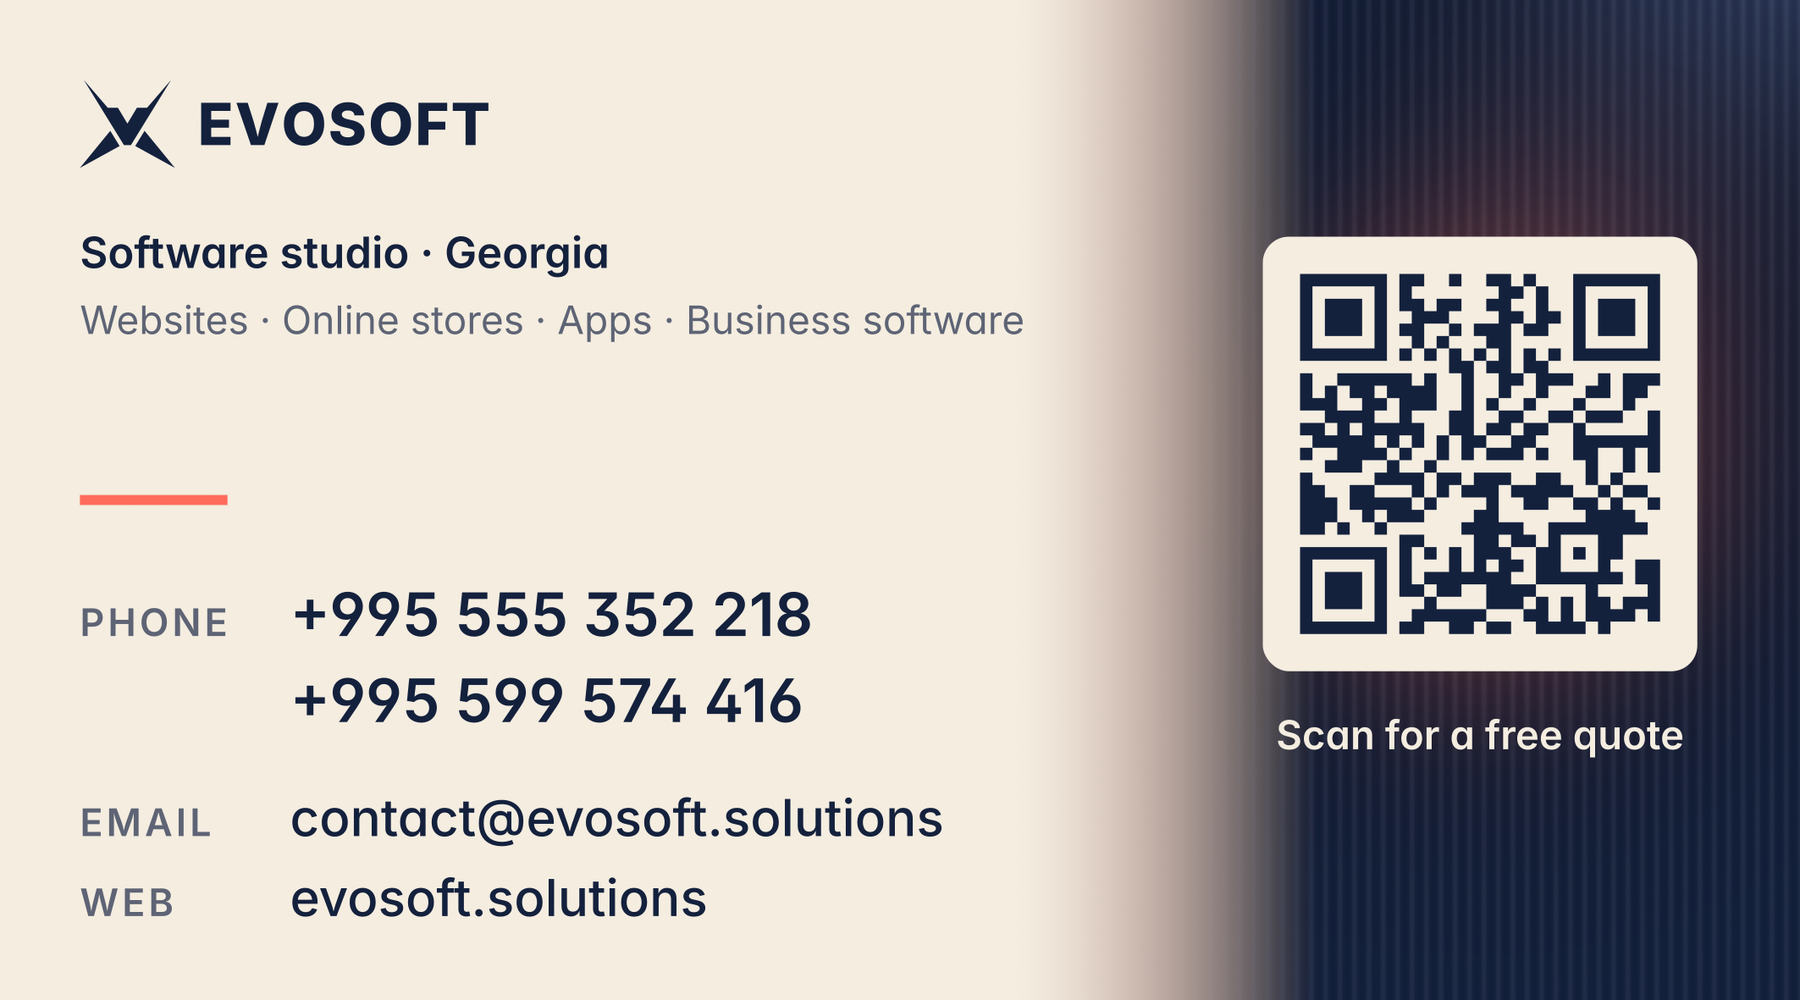 EVOSOFT
Software studio · Georgia
Websites · Online stores · Apps · Business software
PHONE +995 555 352 218
+995 599 574 416
EMAIL contact@evosoft.solutions
WEB evosoft.solutions
Scan for a free quote